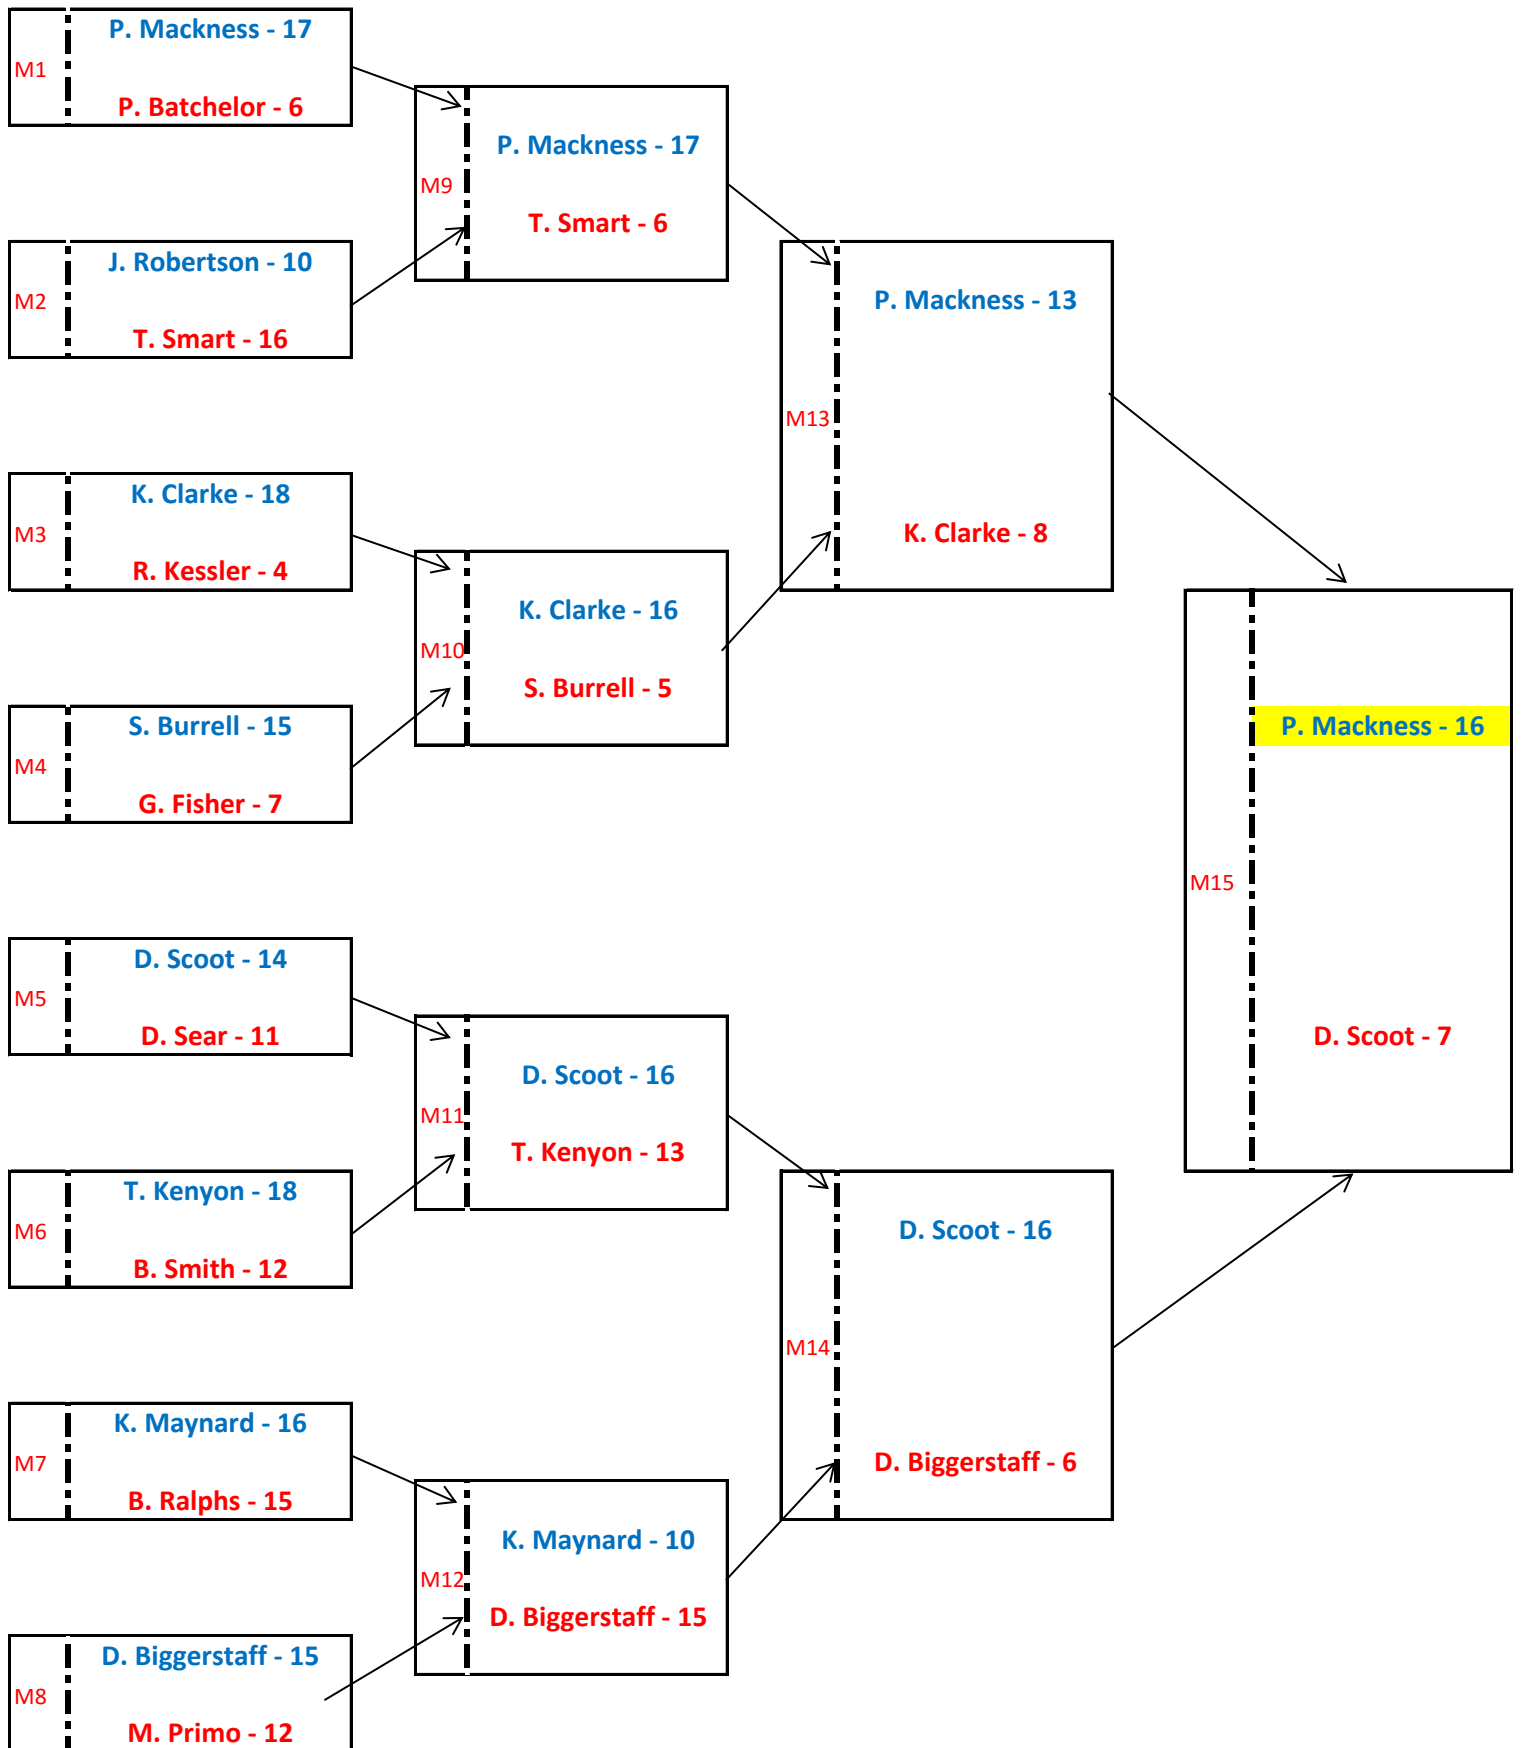 M1
P. Mackness - 17
P. Batchelor - 6
M2
J. Robertson - 10
T. Smart - 16
M3
K. Clarke - 18
R. Kessler - 4
M4
S. Burrell - 15
G. Fisher - 7
M5
D. Scoot - 14
D. Sear - 11
M6
T. Kenyon - 18
B. Smith - 12
M7
K. Maynard - 16
B. Ralphs - 15
M8
D. Biggerstaff - 15
M. Primo - 12
M9
P. Mackness - 17
T. Smart - 6
M10
K. Clarke - 16
S. Burrell - 5
M11
D. Scoot - 16
T. Kenyon - 13
M12
K. Maynard - 10
D. Biggerstaff - 15
M13
P. Mackness - 13
K. Clarke - 8
M14
D. Scoot - 16
D. Biggerstaff - 6
M15
P. Mackness - 16
D. Scoot - 7